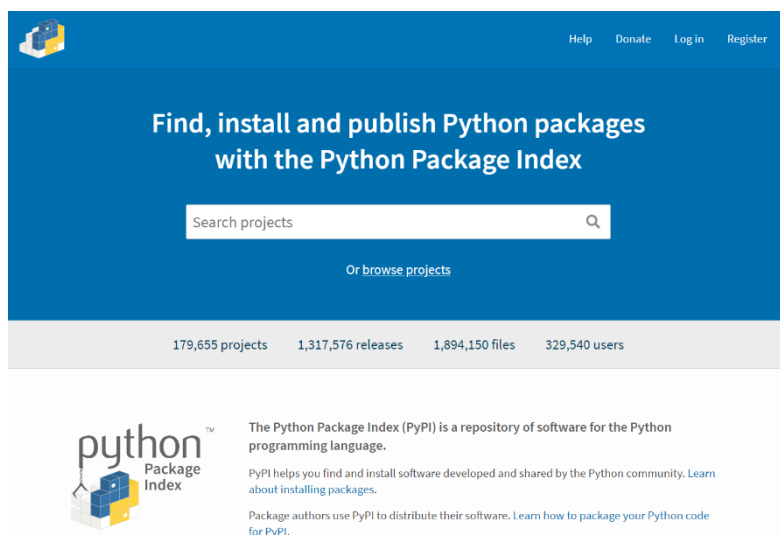 Help Donate Log in Register
Find, install and publish Python packages
with the Python Package Index
Search projects
Or browse projects
179,655 projects 1,317,576 releases 1,894,150 files 329,540 users
python™
Package
Index
The Python Package Index (PyPI) is a repository of software for the Python
programming language.
PyPI helps you find and install software developed and shared by the Python community. Learn
about installing packages.
Package authors use PyPI to distribute their software. Learn how to package your Python code
for PyPI.